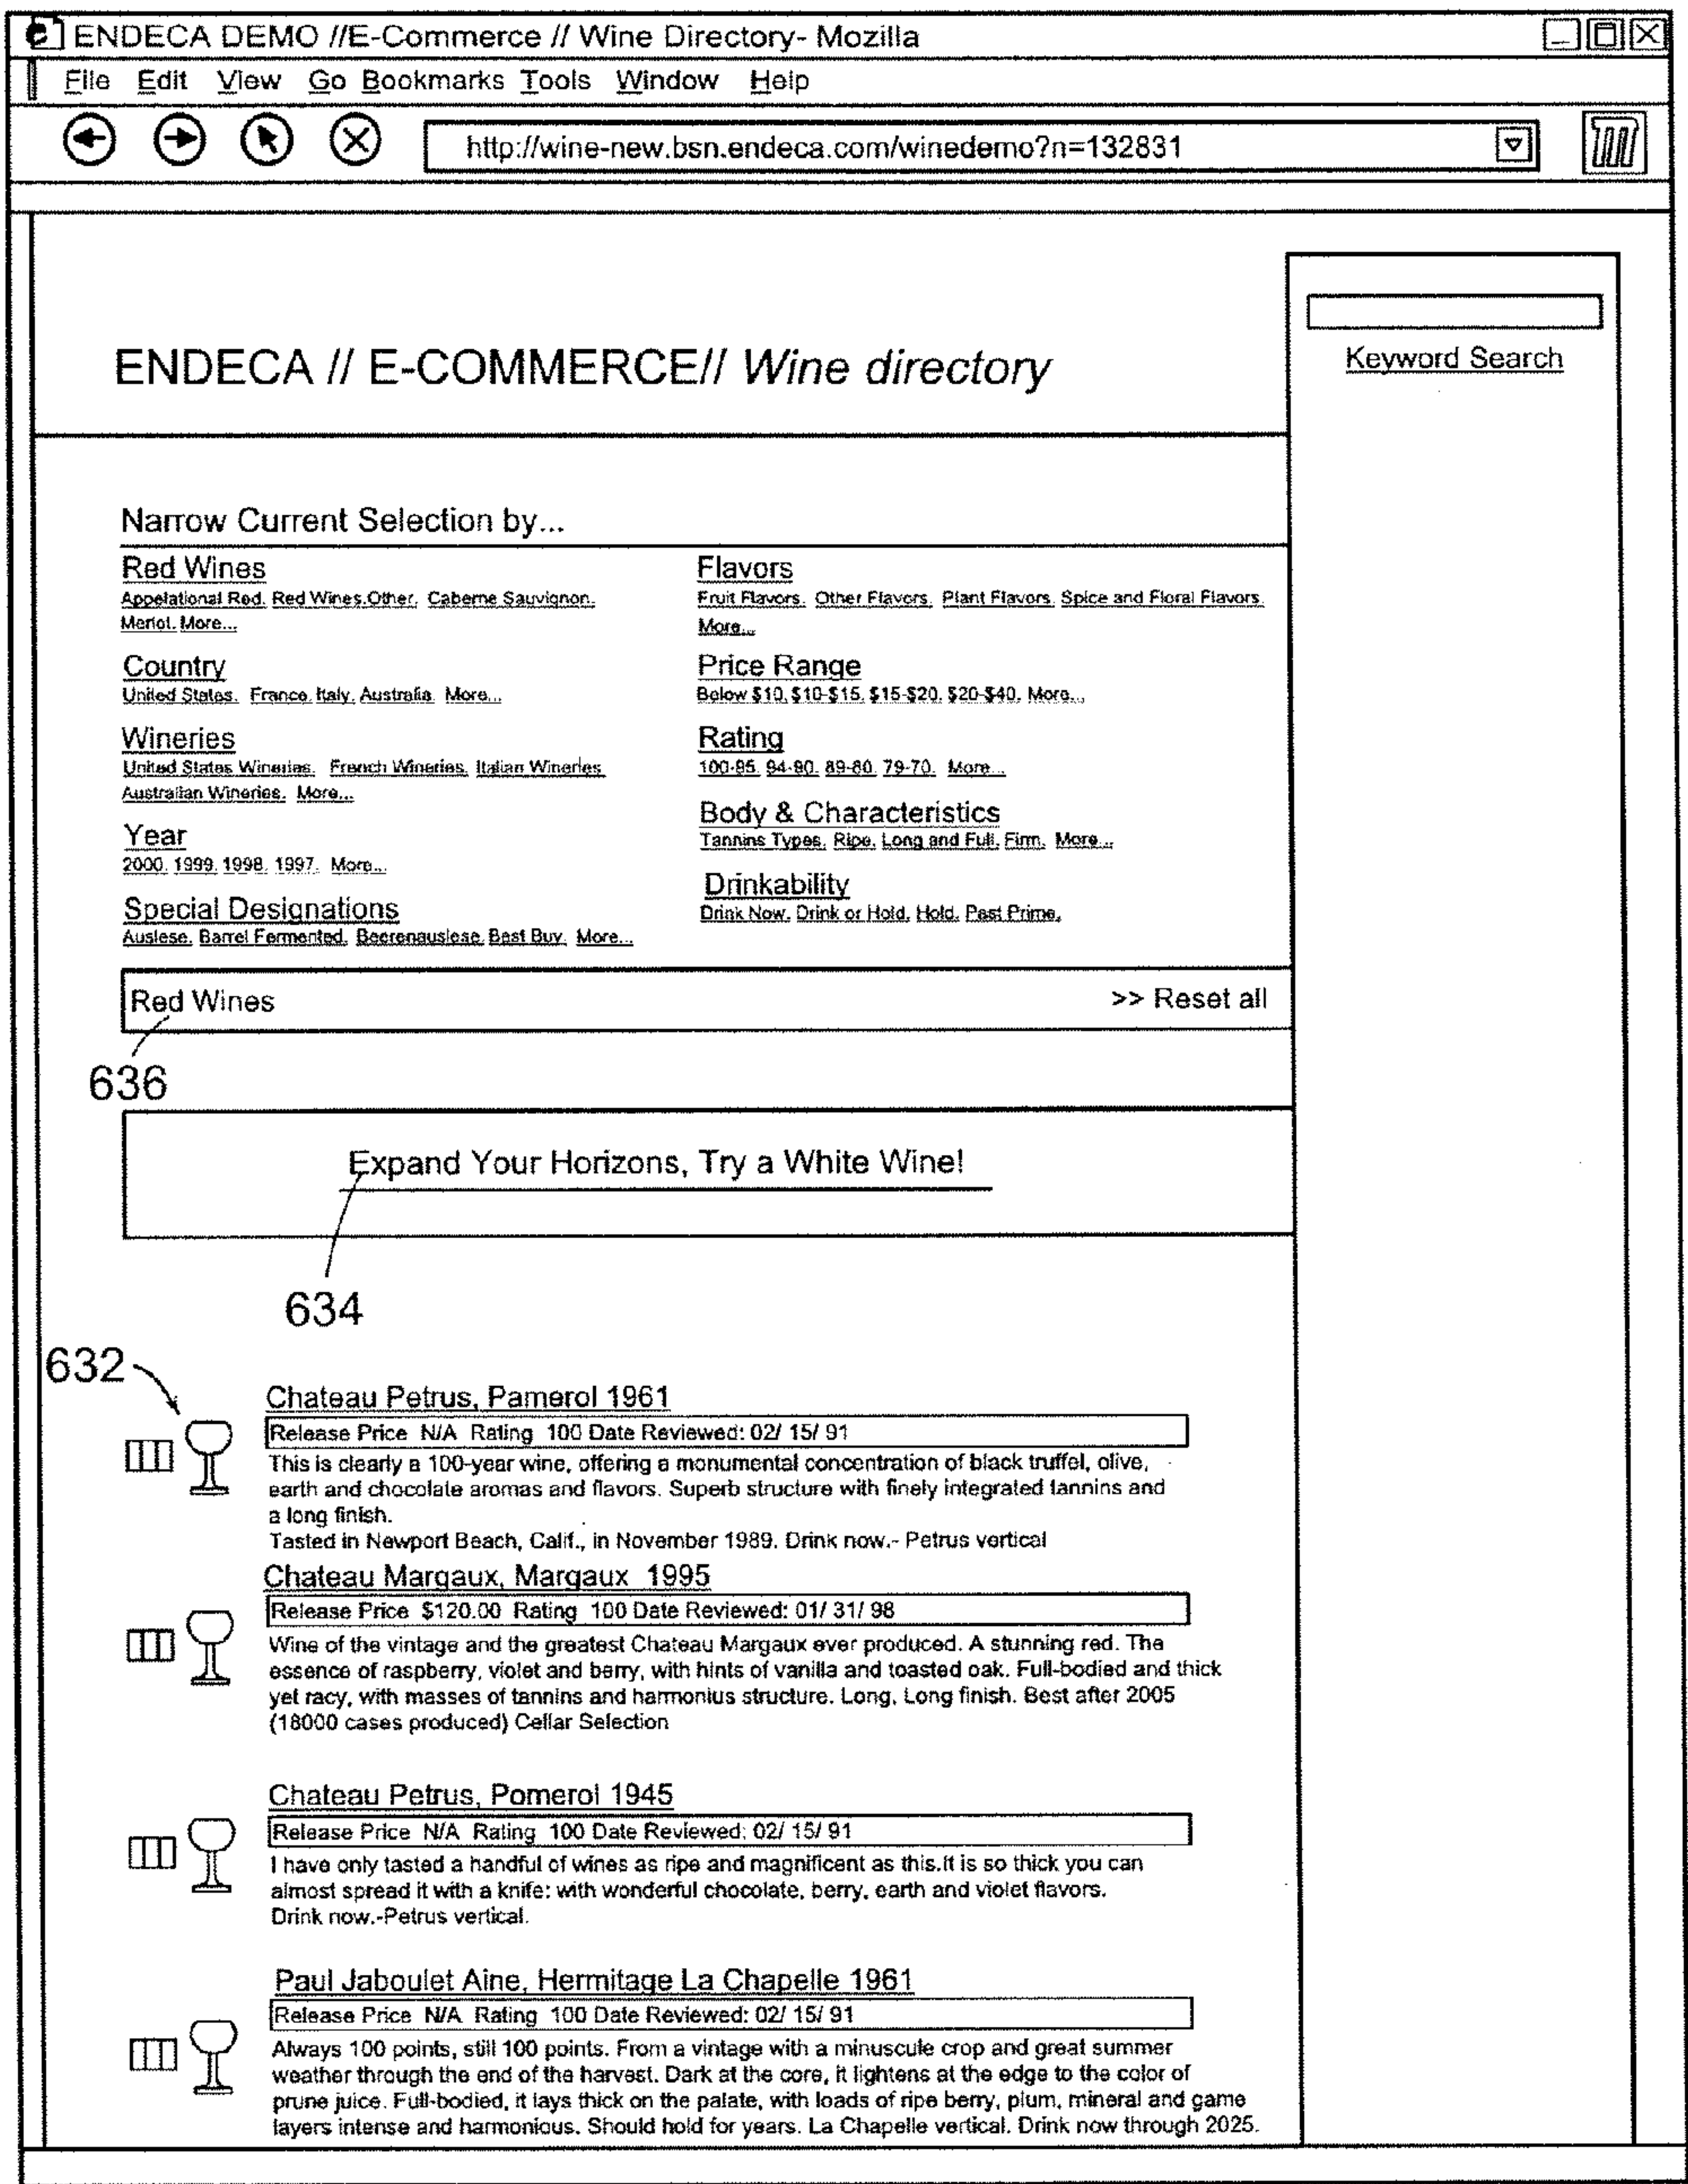 ENDECA DEMO //E-Commerce // Wine Directory- Mozilla
File Edit View Go Bookmarks Tools Window Help
http://wine-new.bsn.endeca.com/winedemo?n=132831
ENDECA // E-COMMERCE// Wine directory
Keyword Search
Narrow Current Selection by...
Red Wines
Appelational Red, Red Wines,Other, Caberne Sauvignon,
Merlot, More...
Country
United States, France, Italy, Australia More...
Wineries
United States Wineries, French Wineries, Italian Wineries
Australian Wineries, More...
Year
2000, 1999, 1998, 1997, More...
Special Designations
Auslese, Barrel Fermented, Beerenauslese, Best Buy, More...
Flavors
Fruit Flavors, Other Flavors, Plant Flavors, Spice and Floral Flavors,
More...
Price Range
Below $10, $10-$15, $15-$20, $20-$40, More...
Rating
100-95, 94-90, 89-80, 79-70, More...
Body & Characteristics
Tannins Types, Ripe, Long and Full, Firm, More...
Drinkability
Drink Now, Drink or Hold, Hold, Past Prime,
Red Wines >> Reset all
636
Expand Your Horizons, Try a White Wine!
634
632
Chateau Petrus, Pamerol 1961
Release Price N/A Rating 100 Date Reviewed: 02/ 15/ 91
This is clearly a 100-year wine, offering a monumental concentration of black truffel, olive,
earth and chocolate aromas and flavors. Superb structure with finely integrated tannins and
a long finish.
Tasted in Newport Beach, Calif., in November 1989. Drink now.- Petrus vertical
Chateau Margaux, Margaux 1995
Release Price $120.00 Rating 100 Date Reviewed: 01/ 31/ 98
Wine of the vintage and the greatest Chateau Margaux ever produced. A stunning red. The
essence of raspberry, violet and berry, with hints of vanilla and toasted oak. Full-bodied and thick
yet racy, with masses of tannins and harmonius structure. Long, Long finish. Best after 2005
(18000 cases produced) Cellar Selection
Chateau Petrus, Pomerol 1945
Release Price N/A Rating 100 Date Reviewed: 02/ 15/ 91
I have only tasted a handful of wines as ripe and magnificent as this.It is so thick you can
almost spread it with a knife: with wonderful chocolate, berry, earth and violet flavors.
Drink now.-Petrus vertical.
Paul Jaboulet Aine, Hermitage La Chapelle 1961
Release Price N/A Rating 100 Date Reviewed: 02/ 15/ 91
Always 100 points, still 100 points. From a vintage with a minuscule crop and great summer
weather through the end of the harvest. Dark at the core, it lightens at the edge to the color of
prune juice. Full-bodied, it lays thick on the palate, with loads of ripe berry, plum, mineral and game
layers intense and harmonious. Should hold for years. La Chapelle vertical. Drink now through 2025.